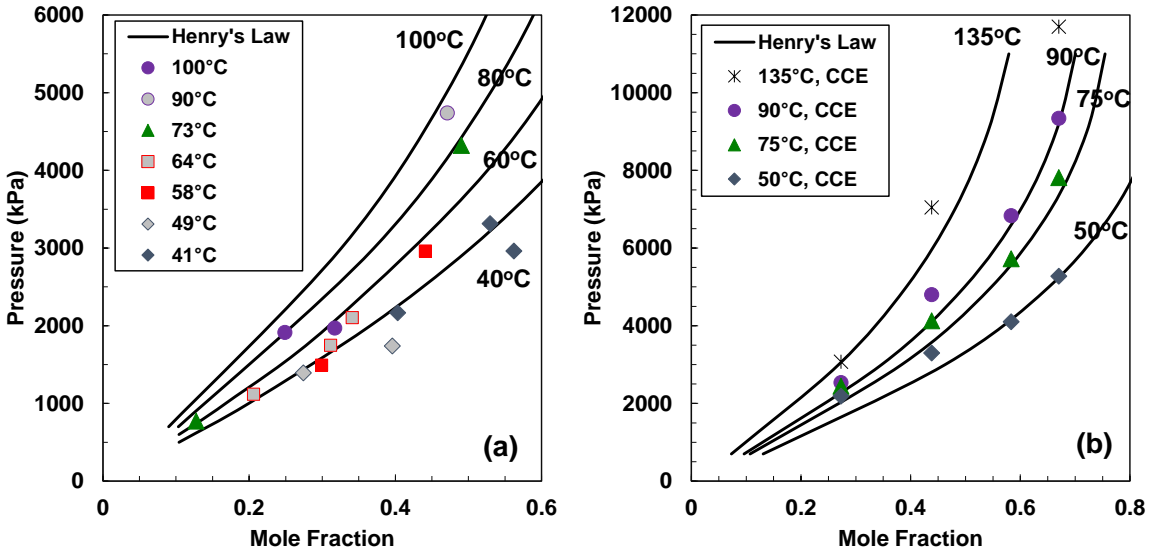 6000
5000
4000
3000
2000
1000
0
Pressure (kPa)
Henry's Law
100°C
90°C
73°C
64°C
58°C
49°C
41°C
100°C
80°C
60°C
40°C
(a)
0
0.2
0.4
0.6
Mole Fraction
12000
10000
8000
6000
4000
2000
0
Pressure (kPa)
Henry's Law
135°C, CCE
90°C, CCE
75°C, CCE
50°C, CCE
135°C
90°C
75°C
50°C
(b)
0
0.2
0.4
0.6
0.8
Mole Fraction